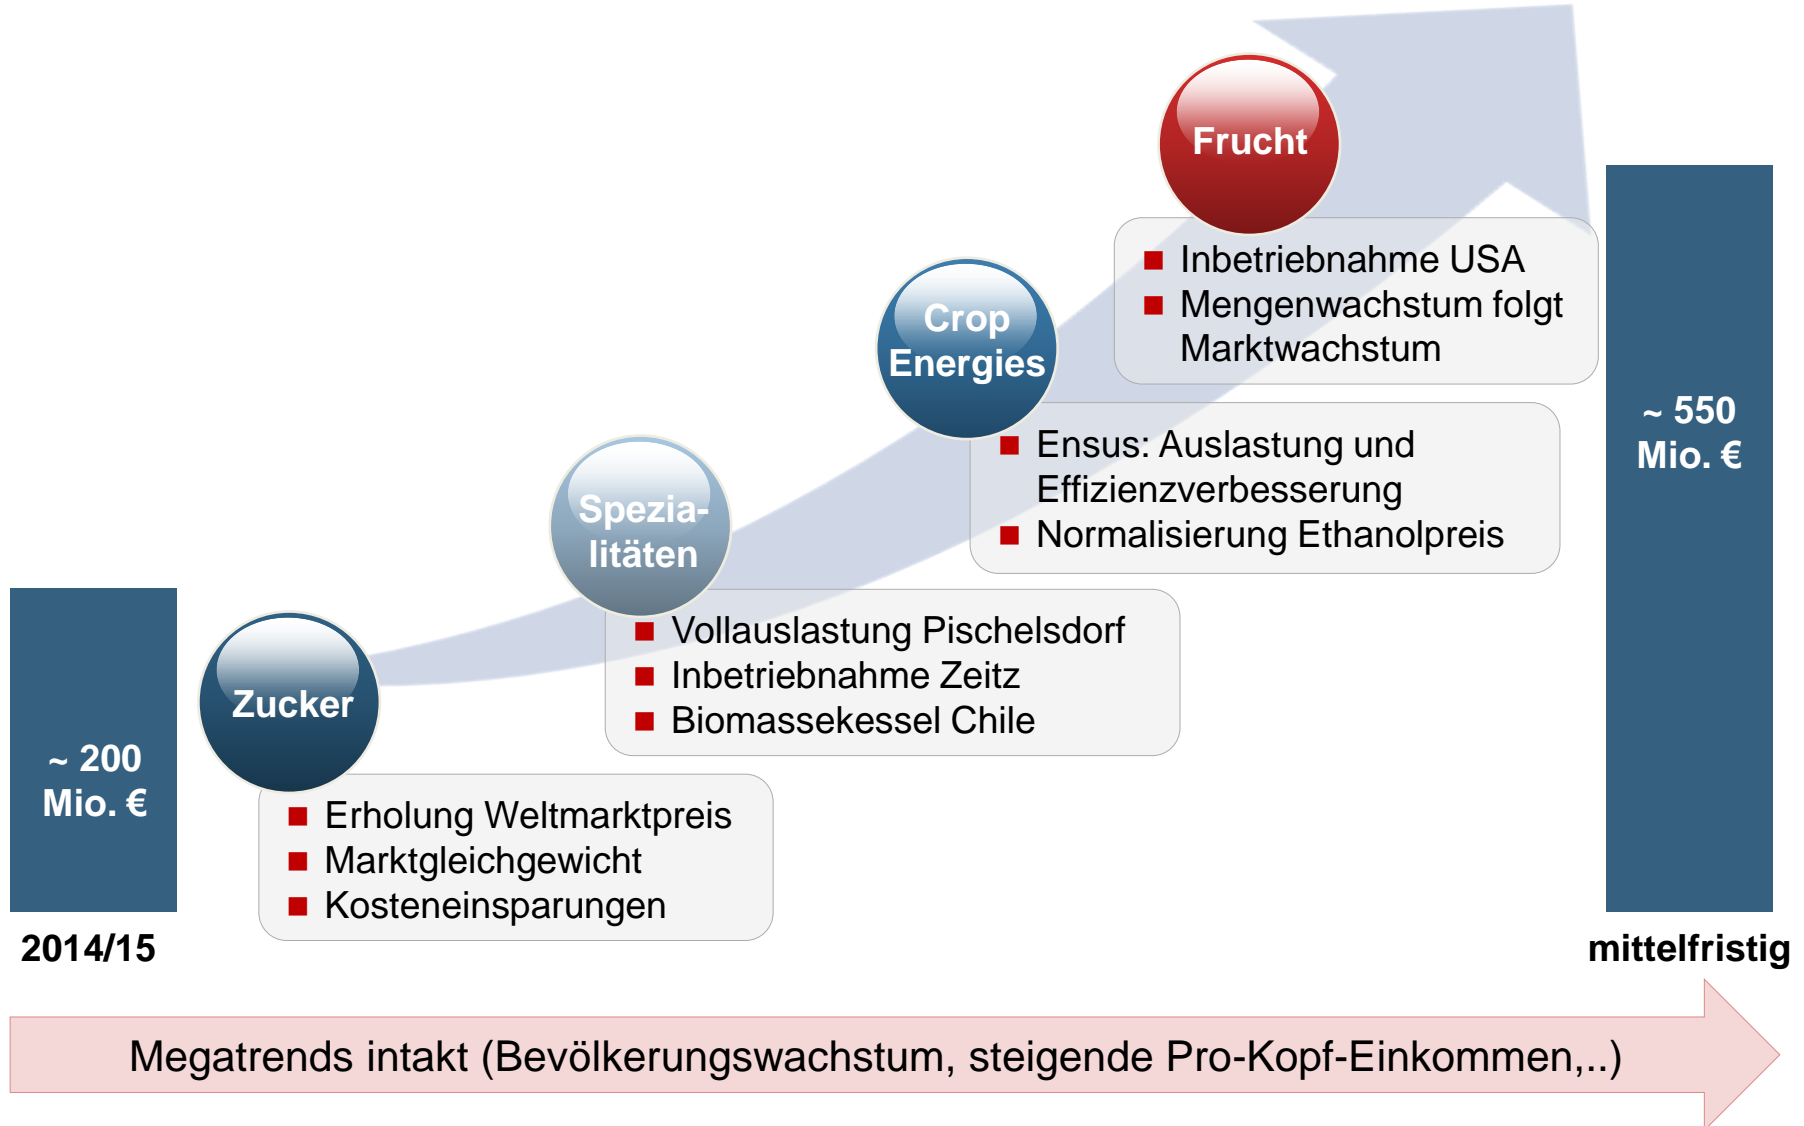 Frucht
Inbetriebnahme USA
Mengenwachstum folgt
Marktwachstum
Crop
Energies
Ensus: Auslastung und
Effizienzverbesserung
Normalisierung Ethanolpreis
Spezia-
litäten
Vollauslastung Pischelsdorf
Inbetriebnahme Zeitz
Biomassekessel Chile
Zucker
Erholung Weltmarktpreis
Marktgleichgewicht
Kosteneinsparungen
~ 200
Mio. €
2014/15
~ 550
Mio. €
mittelfristig
Megatrends intakt (Bevölkerungswachstum, steigende Pro-Kopf-Einkommen,..)